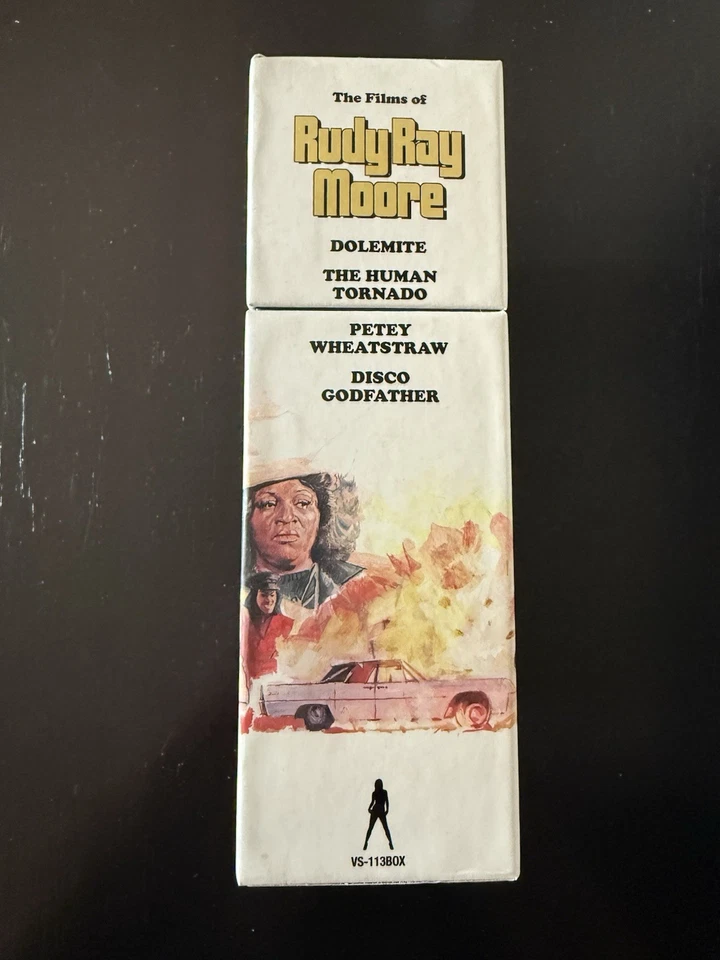 The Films of
Rudy Ray
Moore
DOLEMITE
THE HUMAN
TORNADO
PETEY
WHEATSTRAW
DISCO
GODFATHER
VS-113BOX